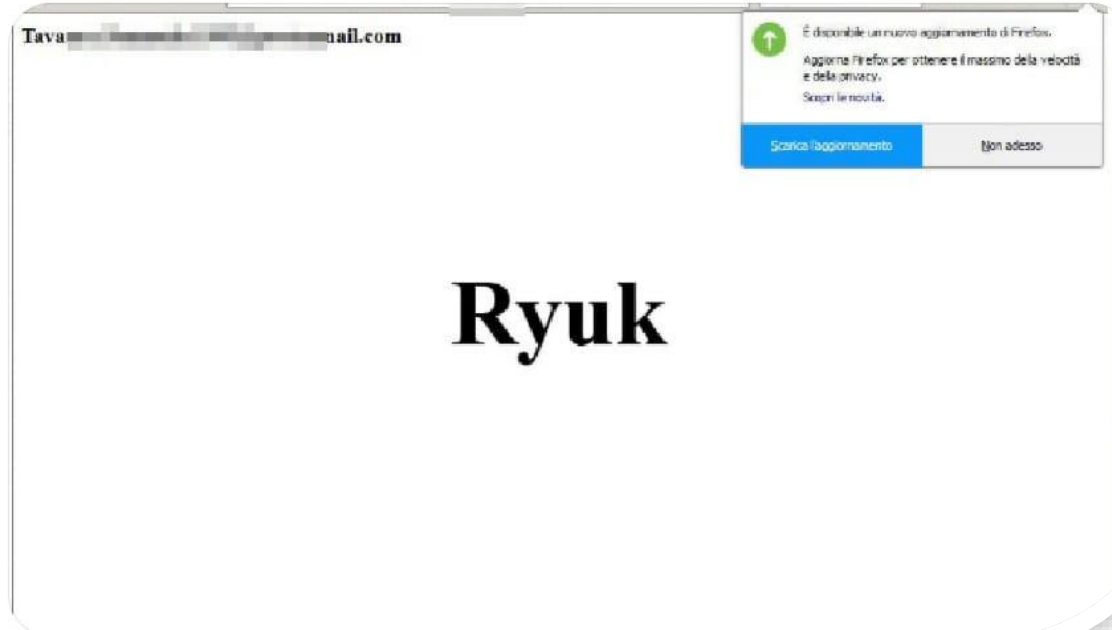 Tava nail.com
È disponibile un nuovo aggiornamento di Firefox.
Aggiorna Firefox per ottenere il massimo della velocità
e della privacy.
Scopri le novità.
Scarica l'aggiornamento
Non adesso
Ryuk